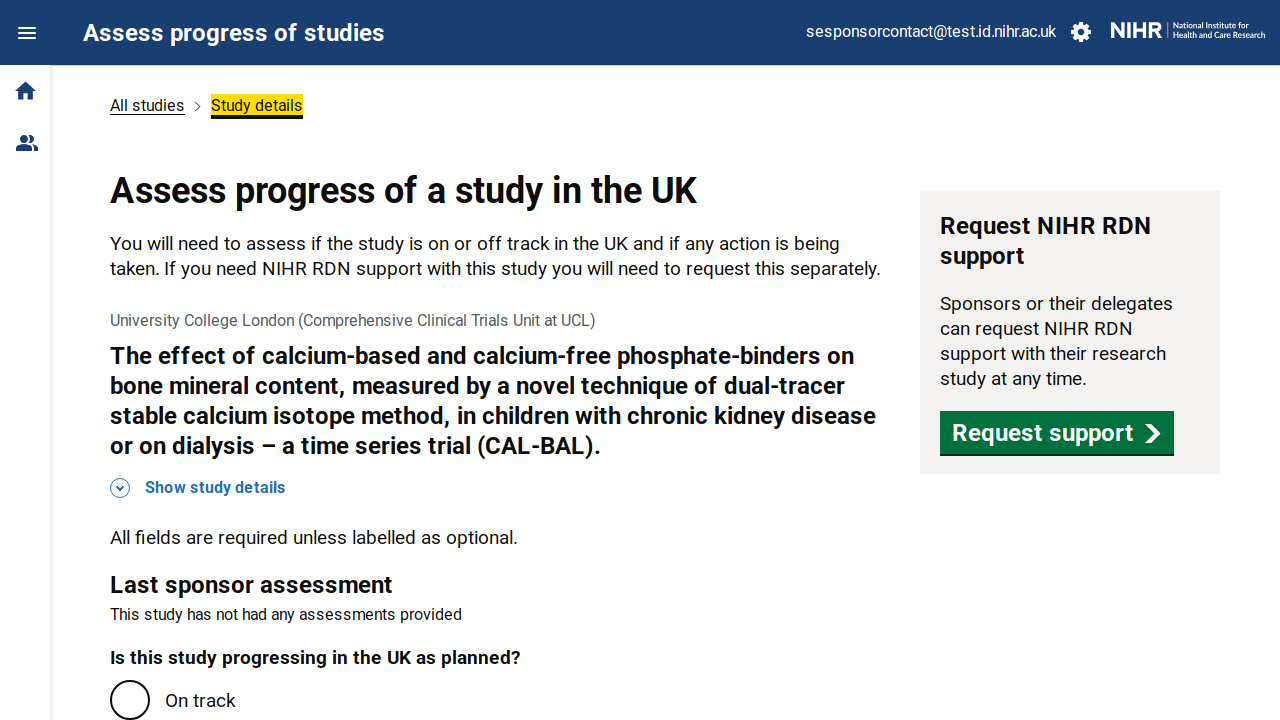 Assess progress of studies
sesponsorcontact@test.id.nihr.ac.uk
NIHR
National Institute for
Health and Care Research
All studies
Study details
Assess progress of a study in the UK
You will need to assess if the study is on or off track in the UK and if any action is being
taken. If you need NIHR RDN support with this study you will need to request this separately.
University College London (Comprehensive Clinical Trials Unit at UCL)
The effect of calcium-based and calcium-free phosphate-binders on
bone mineral content, measured by a novel technique of dual-tracer
stable calcium isotope method, in children with chronic kidney disease
or on dialysis – a time series trial (CAL-BAL).
Show study details
All fields are required unless labelled as optional.
Last sponsor assessment
This study has not had any assessments provided
Is this study progressing in the UK as planned?
On track
Request NIHR RDN
support
Sponsors or their delegates
can request NIHR RDN
support with their research
study at any time.
Request support